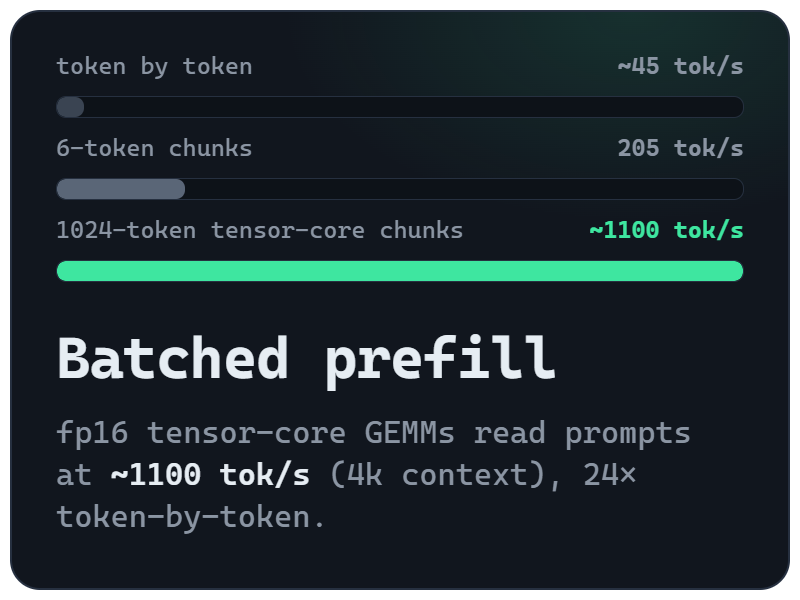 token by token ~45 tok/s
6-token chunks 205 tok/s
1024-token tensor-core chunks ~1100 tok/s
Batched prefill
fp16 tensor-core GEMMs read prompts
at ~1100 tok/s (4k context), 24×
token-by-token.